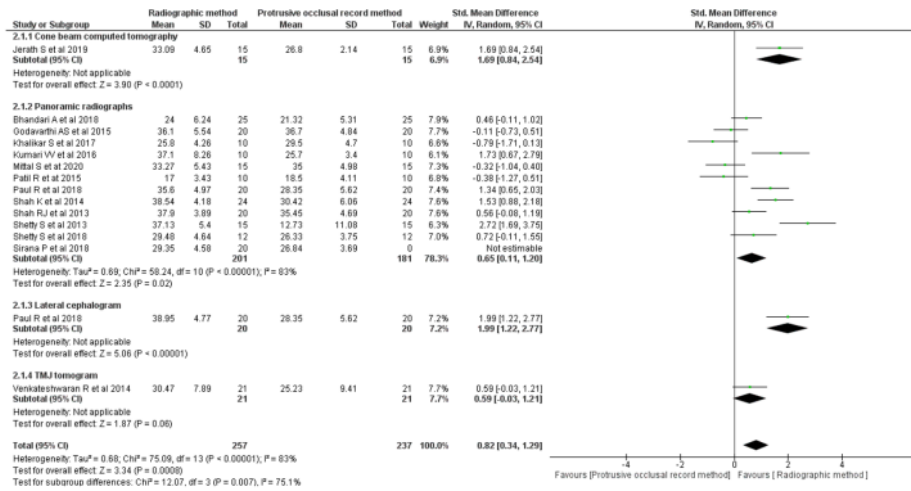 Radiographic method Protrusive occlusal record method Std. Mean Difference Std. Mean Difference
Study or Subgroup Mean SD Total Mean SD Total Weight IV, Random, 95% CI IV, Random, 95% CI
2.1.1 Cone beam computed tomography
Jerath S et al 2019 33.09 4.65 15 26.8 2.14 15 6.9% 1.69 [0.84, 2.54]
Subtotal (95% CI) 15 15 6.9% 1.69 [0.84, 2.54]
Heterogeneity: Not applicable
Test for overall effect: Z = 3.90 (P < 0.0001)
2.1.2 Panoramic radiographs
Bhandari A et al 2018 24 6.24 25 21.32 5.31 25 8.0% 0.46 [-0.11, 1.02]
Godavarthi AS et al 2015 36.1 5.54 20 36.7 4.84 20 7.7% -0.11 [-0.73, 0.51]
Khalikar S et al 2017 25.8 4.26 10 29.5 4.7 10 6.7% -0.79 [-1.71, 0.13]
Kumari VV et al 2016 37.1 8.26 10 25.7 3.4 10 6.1% 1.73 [0.67, 2.79]
Mittal S et al 2020 33.27 5.43 15 35 4.98 15 7.4% -0.32 [-1.04, 0.40]
Patil R et at 2015 17 3.43 10 18.5 4.11 10 6.8% -0.38 [-1.27, 0.51]
Paul R et al 2018 35.6 4.97 20 28.35 5.62 20 7.5% 1.34 [0.65, 2.03]
Shah K et al 2014 38.54 4.18 24 30.42 6.06 24 7.6% 1.53 [0.88, 2.18]
Shah RJ et al 2013 37.9 3.89 20 35.45 4.69 20 7.7% 0.56 [-0.08, 1.19]
Shetty S et al 2013 37.13 5.4 15 12.73 11.08 15 6.2% 2.72 [1.69, 3.75]
Shetty S et al 2018 29.48 4.64 12 26.33 3.75 12 7.0% 0.72 [-0.11, 1.55]
Sirana P et al 2018 29.35 4.58 20 26.84 3.69 0 Not estimable
Subtotal (95% CI) 201 181 78.3% 0.65 [0.11, 1.20]
Heterogeneity: Tau² = 0.69; Chi² = 58.24, df = 10 (P < 0.00001); I² = 83%
Test for overall effect: Z = 2.35 (P = 0.02)
2.1.3 Lateral cephalogram
Paul R et al 2018 38.95 4.77 20 28.35 5.62 20 7.2% 1.99 [1.22, 2.77]
Subtotal (95% CI) 20 20 7.2% 1.99 [1.22, 2.77]
Heterogeneity: Not applicable
Test for overall effect: Z = 5.06 (P < 0.00001)
2.1.4 TMJ tomogram
Venkateshwaran R et al 2014 30.47 7.89 21 25.23 9.41 21 7.7% 0.59 [-0.03, 1.21]
Subtotal (95% CI) 21 21 7.7% 0.59 [-0.03, 1.21]
Heterogeneity: Not applicable
Test for overall effect: Z = 1.87 (P = 0.06)
Total (95% CI) 257 237 100.0% 0.82 [0.34, 1.29]
Heterogeneity: Tau² = 0.68; Chi² = 75.09, df = 13 (P < 0.00001); I² = 83%
Test for overall effect: Z = 3.34 (P = 0.0008)
Test for subgroup differences: Chi² = 12.07, df = 3 (P = 0.007), I² = 75.1%
-4 -2 0 2 4
Favours [Protrusive occlusal record method] Favours [Radiographic method]